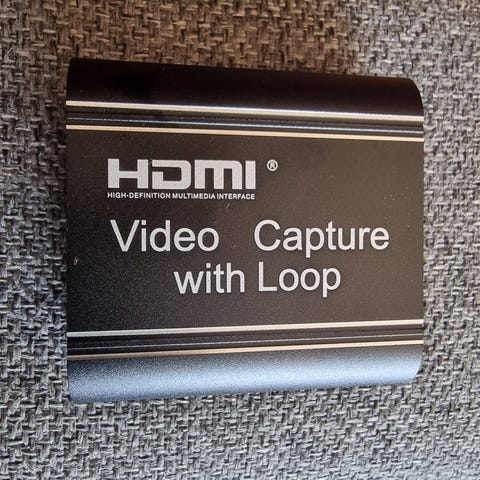 HDMI®
HIGH-DEFINITION MULTIMEDIA INTERFACE
Video Capture
with Loop